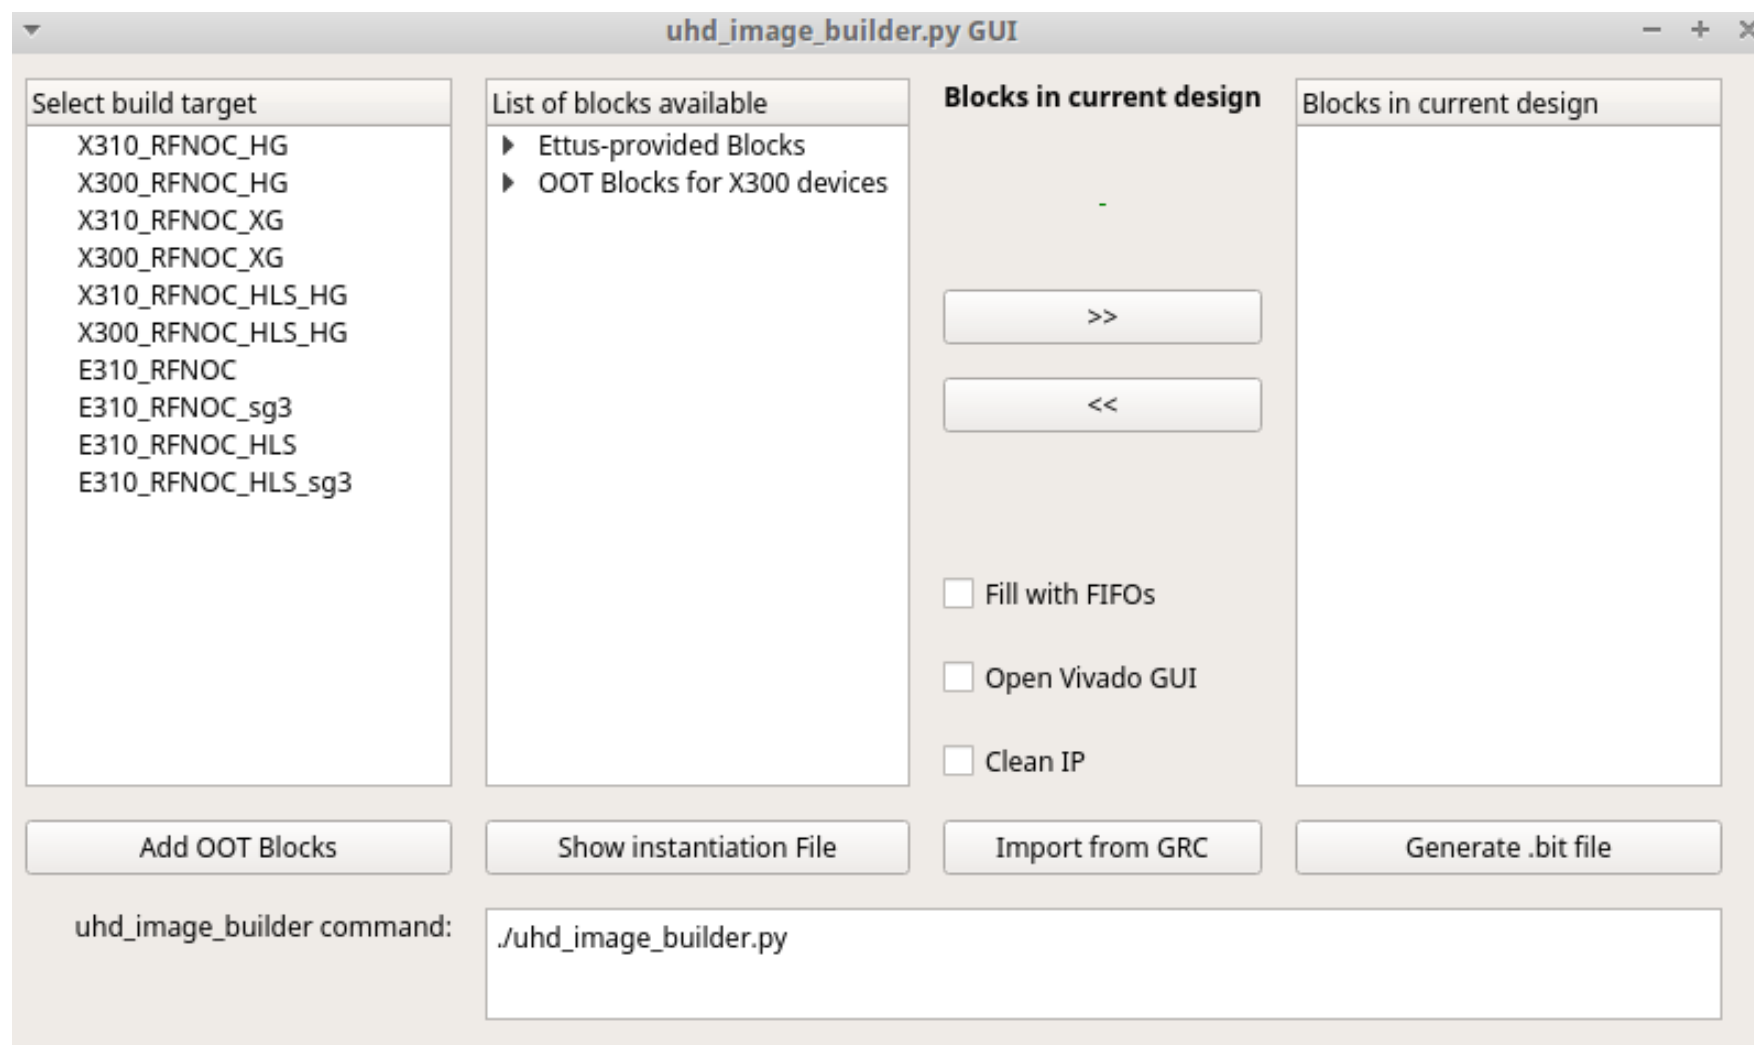 uhd_image_builder.py GUI
Select build target
X310_RFNOC_HG
X300_RFNOC_HG
X310_RFNOC_XG
X300_RFNOC_XG
X310_RFNOC_HLS_HG
X300_RFNOC_HLS_HG
E310_RFNOC
E310_RFNOC_sg3
E310_RFNOC_HLS
E310_RFNOC_HLS_sg3
List of blocks available
Ettus-provided Blocks
OOT Blocks for X300 devices
Blocks in current design
-
>>
<<
Fill with FIFOs
Open Vivado GUI
Clean IP
Blocks in current design
Add OOT Blocks
Show instantiation File
Import from GRC
Generate .bit file
uhd_image_builder command:
./uhd_image_builder.py